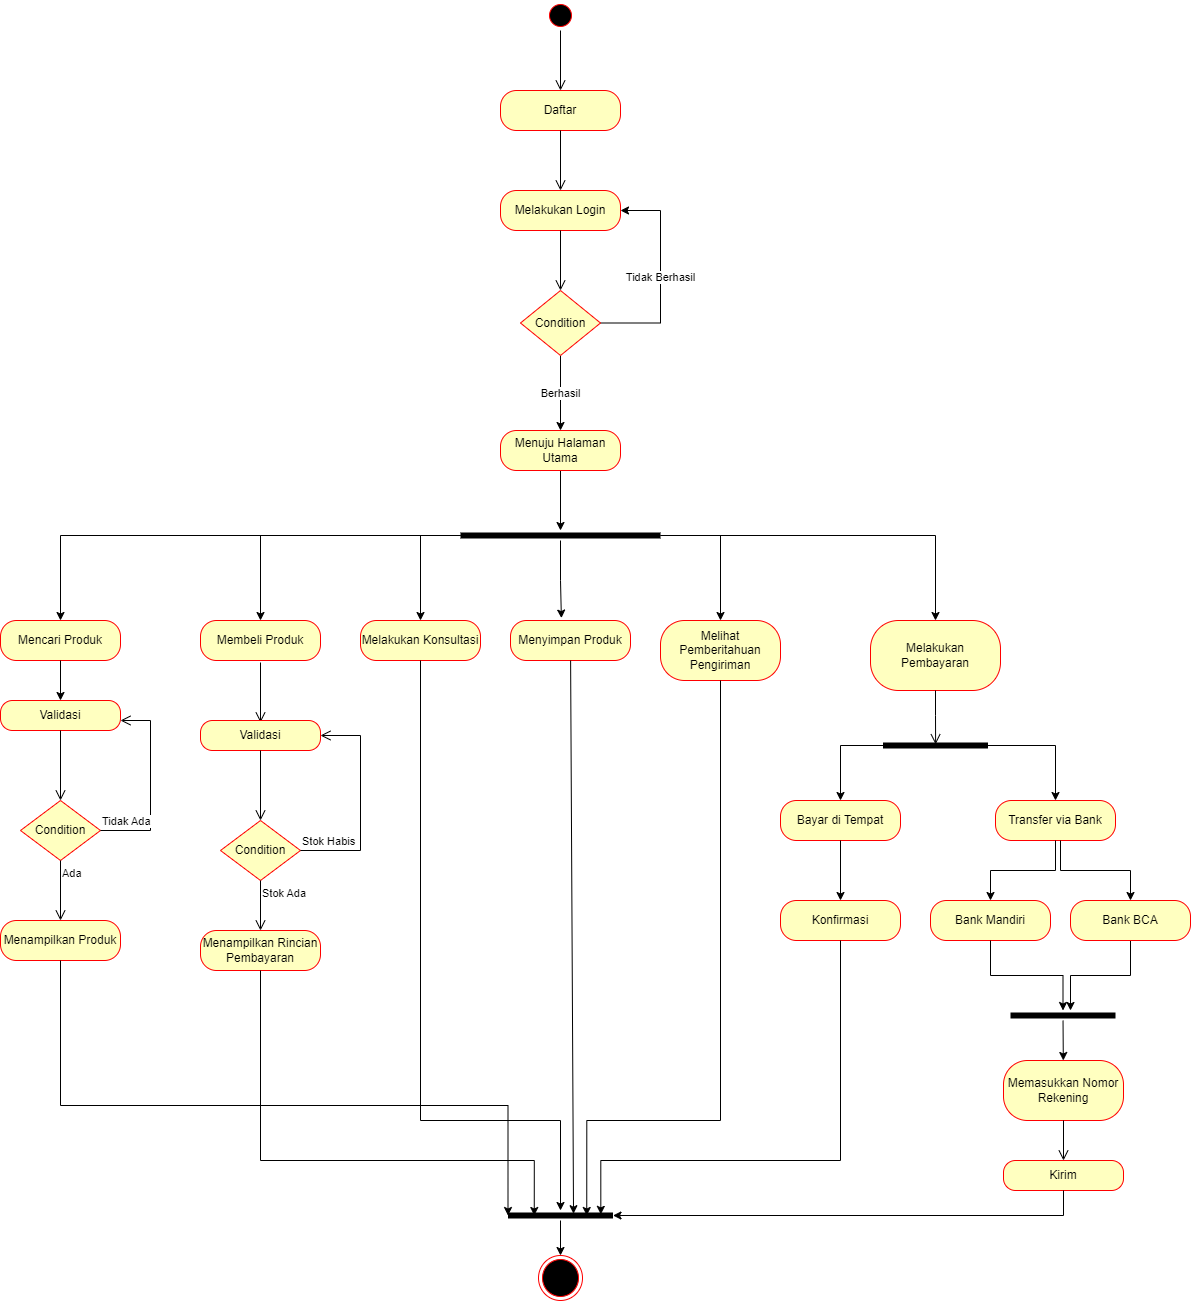 Daftar
Melakukan Login
Tidak Berhasil
Condition
Berhasil
Menuju Halaman
Utama
Mencari Produk
Membeli Produk
Melakukan Konsultasi
Menyimpan Produk
Melihat
Pemberitahuan
Pengiriman
Melakukan
Pembayaran
Validasi
Validasi
Condition
Tidak Ada
Condition
Stok Habis
Bayar di Tempat
Transfer via Bank
Ada
Stok Ada
Menampilkan Produk
Menampilkan Rincian
Pembayaran
Konfirmasi
Bank Mandiri
Bank BCA
Memasukkan Nomor
Rekening
Kirim